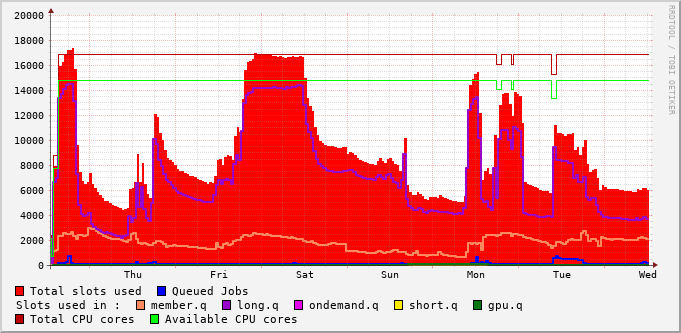 RRDTOOL / TOBI OETIKER
20000
18000
16000
14000
12000
10000
8000
6000
4000
2000
0
Thu Fri Sat Sun Mon Tue Wed
Total slots used Queued Jobs
Slots used in : member.q long.q ondemand.q short.q gpu.q
Total CPU cores Available CPU cores